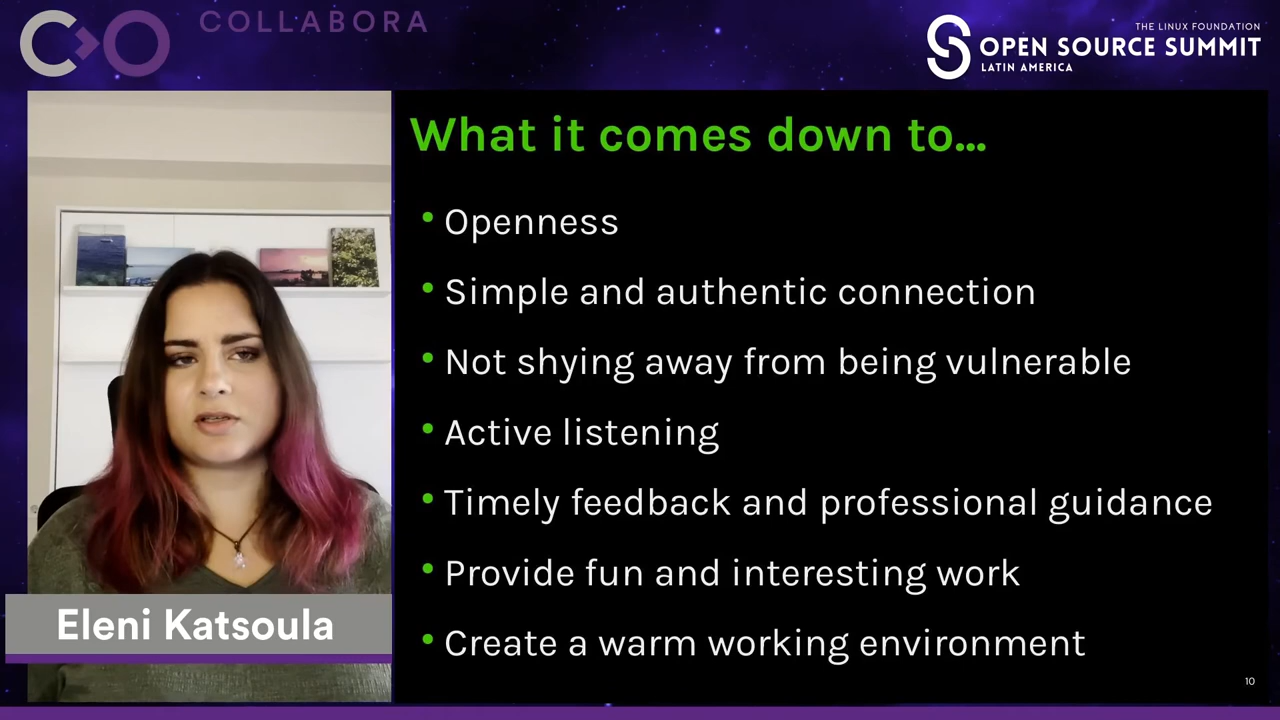 COLLABORA
THE LINUX FOUNDATION
OPEN SOURCE SUMMIT
LATIN AMERICA
What it comes down to...
• Openness
• Simple and authentic connection
• Not shying away from being vulnerable
• Active listening
• Timely feedback and professional guidance
• Provide fun and interesting work
• Create a warm working environment
Eleni Katsoula
10